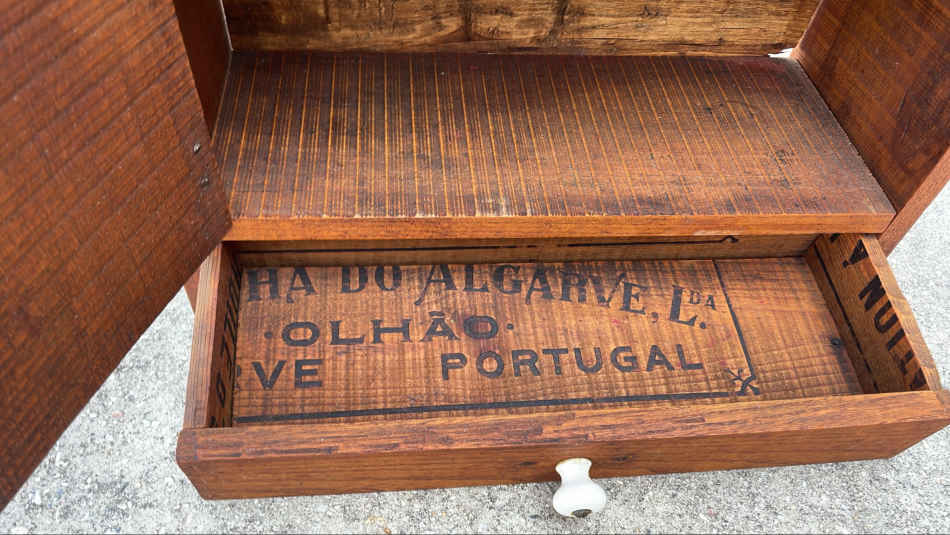 HA DO ALGARVE, LDA.
·OLHÃO·
RVE PORTUGAL